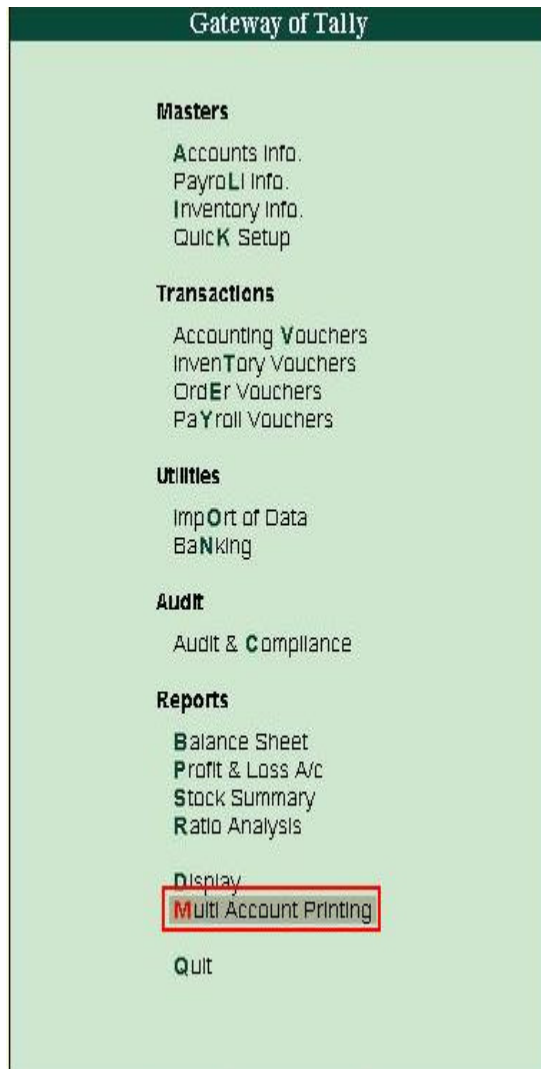 Gateway of Tally
Masters
Accounts Info.
PayroLl Info.
Inventory Info.
QuicK Setup
Transactions
Accounting Vouchers
InvenTory Vouchers
OrdEr Vouchers
PaYroll Vouchers
Utilities
ImpOrt of Data
BaNking
Audit
Audit & Compliance
Reports
Balance Sheet
Profit & Loss A/c
Stock Summary
Ratio Analysis
Display
Multi Account Printing
Quit